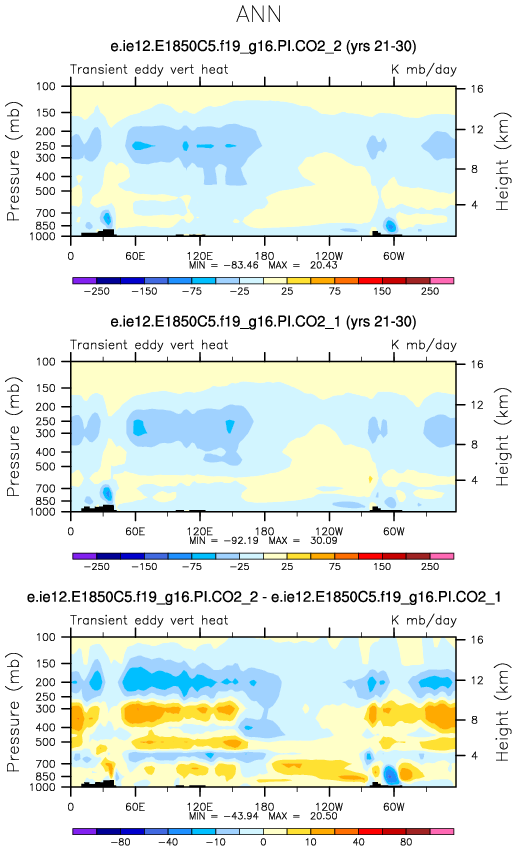 ANN
e.ie12.E1850C5.f19_g16.PI.CO2_2 (yrs 21-30)
Transient eddy vert heat K mb/day
Pressure (mb)
100
150
200
250
300
400
500
700
850
1000
16
12
8
4
Height (km)
0 60E 120E 180 120W 60W
MIN = -83.46 MAX = 20.43
-250 -150 -75 -25 25 75 150 250
e.ie12.E1850C5.f19_g16.PI.CO2_1 (yrs 21-30)
Transient eddy vert heat K mb/day
Pressure (mb)
100
150
200
250
300
400
500
700
850
1000
16
12
8
4
Height (km)
0 60E 120E 180 120W 60W
MIN = -92.19 MAX = 30.09
-250 -150 -75 -25 25 75 150 250
e.ie12.E1850C5.f19_g16.PI.CO2_2 - e.ie12.E1850C5.f19_g16.PI.CO2_1
Transient eddy vert heat K mb/day
Pressure (mb)
100
150
200
250
300
400
500
700
850
1000
16
12
8
4
Height (km)
0 60E 120E 180 120W 60W
MIN = -43.94 MAX = 20.50
-80 -40 -10 0 10 40 80